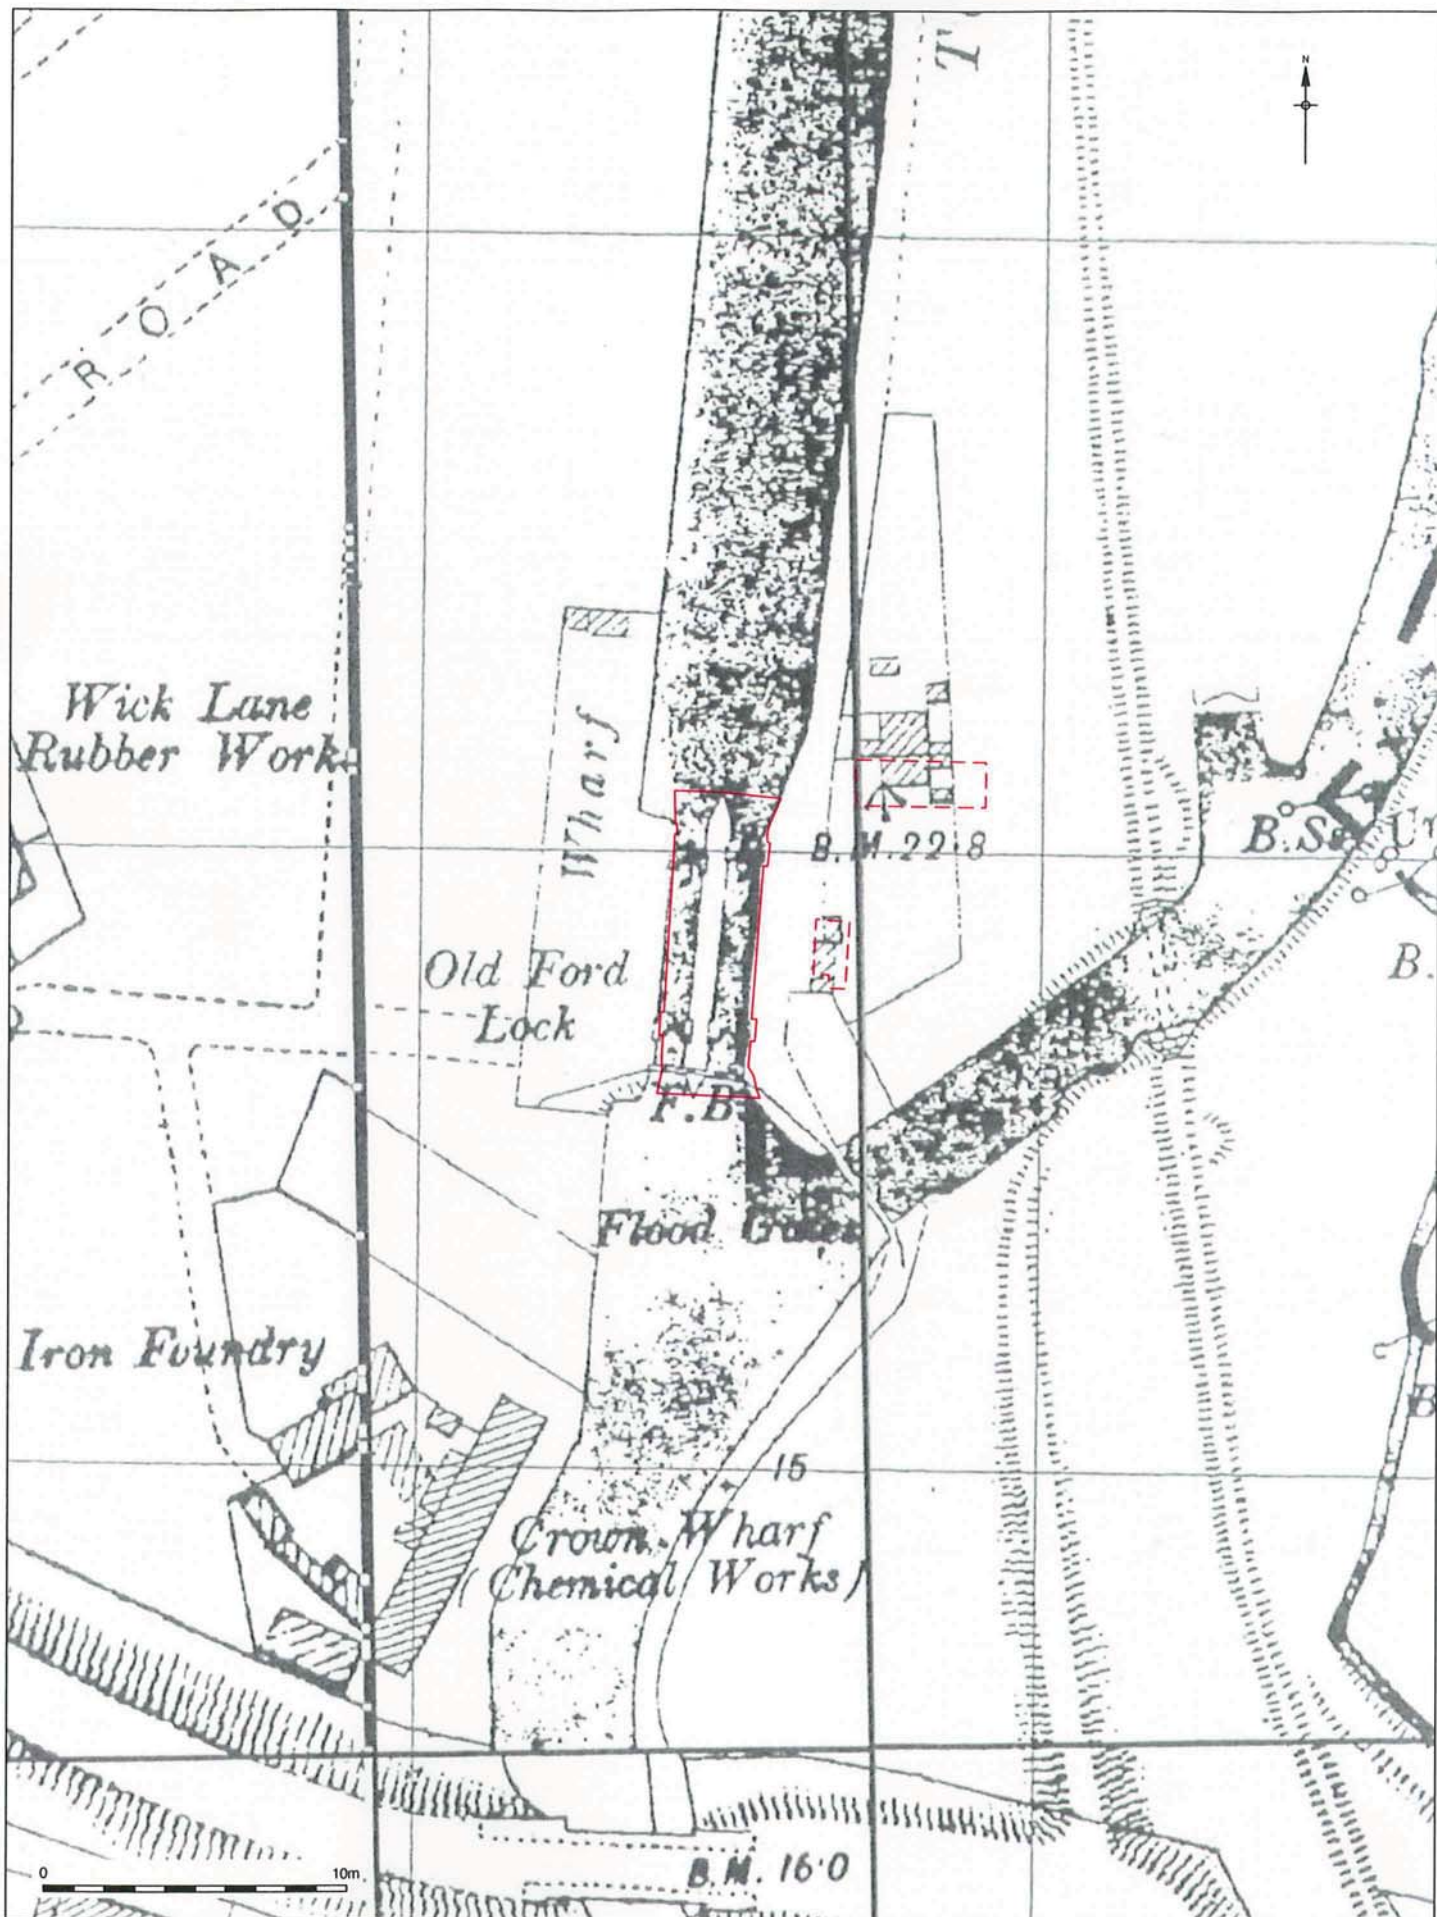 N
ROAD
Wick Lane
Rubber Works
Wharf
B.M.22.8
Old Ford
Lock
F.B.
B.
Flood Gates
Iron Foundry
B
15
Crown Wharf
(Chemical Works)
B.M. 16.0
0 10m